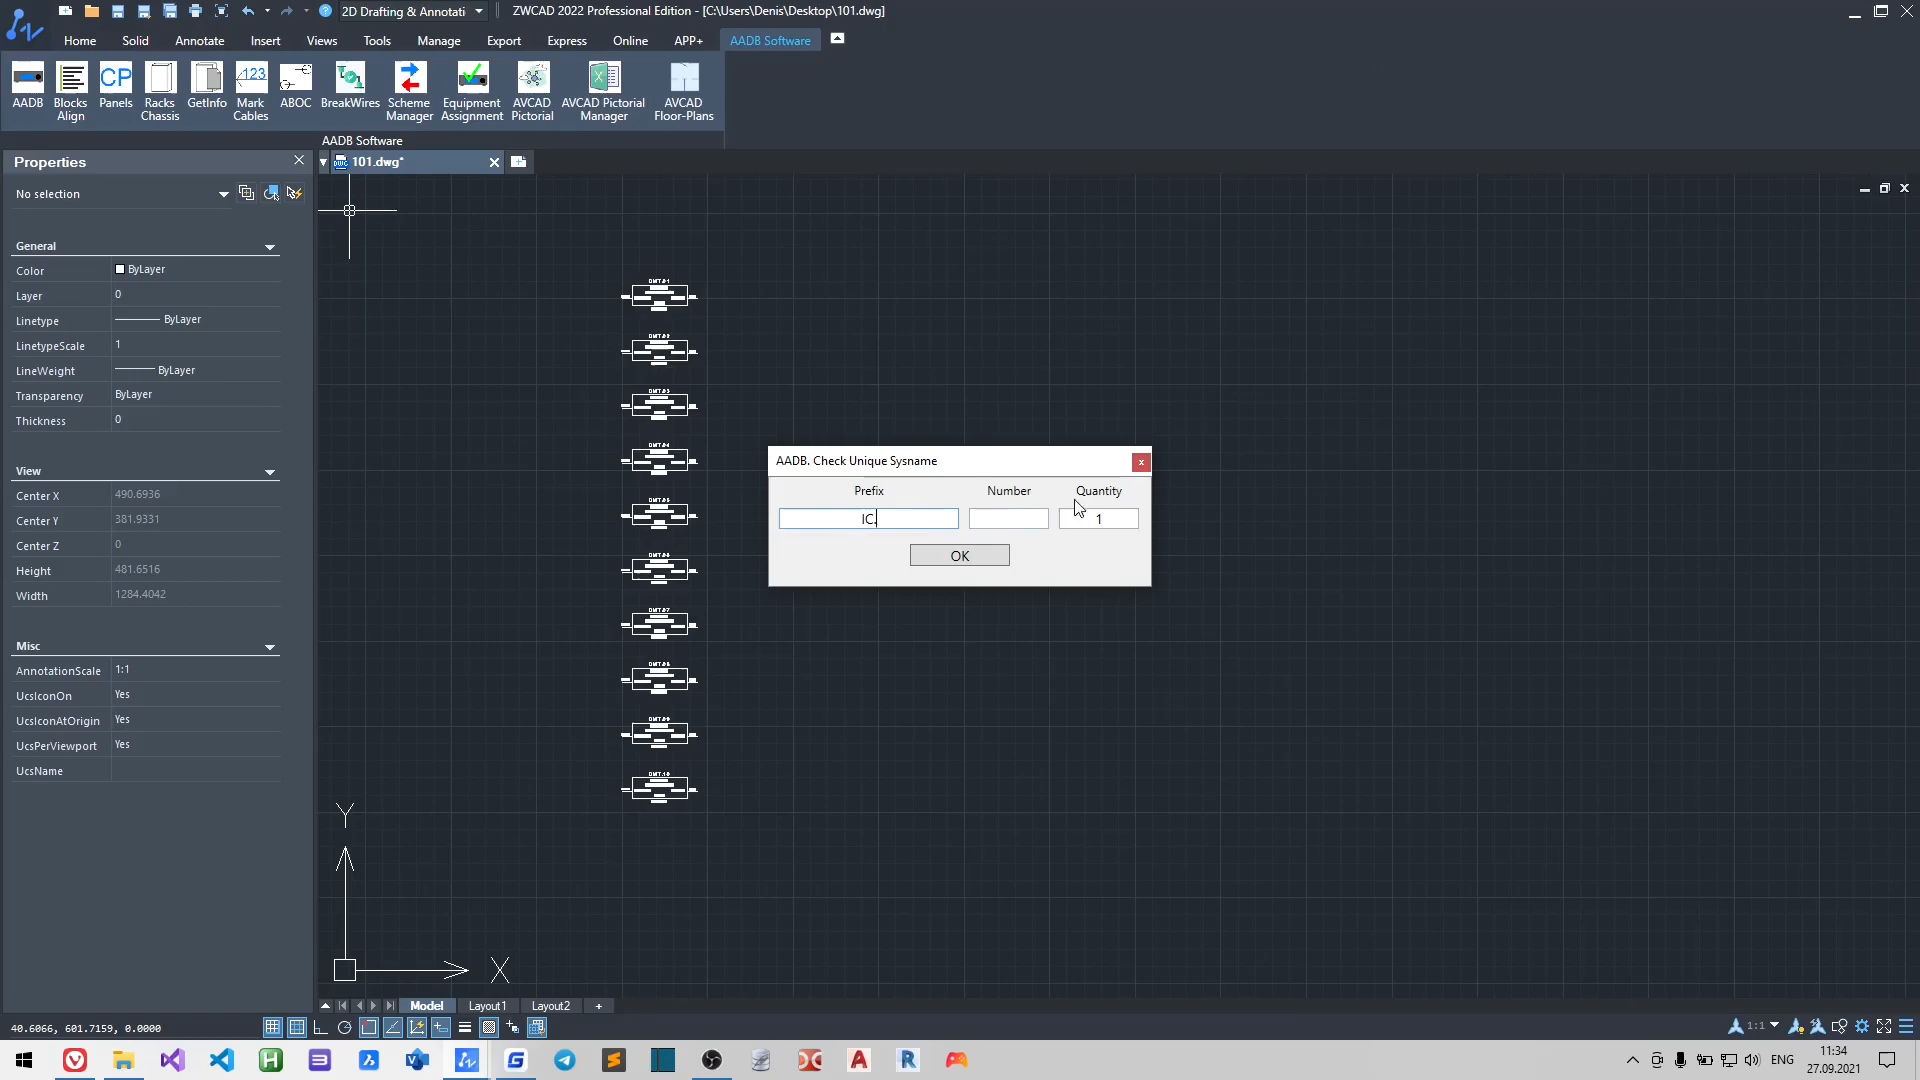 2D Drafting & Annotati
ZWCAD 2022 Professional Edition - [C:\Users\Denis\Desktop\101.dwg]
Home Solid Annotate Insert Views Tools Manage Export Express Online APP+ AADB Software
AADB
Blocks
Align
Panels
Racks
Chassis
GetInfo
Mark
Cables
ABOC
BreakWires
Scheme
Manager
Equipment
Assignment
AVCAD
Pictorial
AVCAD Pictorial
Manager
AVCAD
Floor-Plans
AADB Software
Properties
101.dwg*
No selection
General
Color ByLayer
Layer 0
Linetype ByLayer
LinetypeScale 1
LineWeight ByLayer
Transparency ByLayer
Thickness 0
View
Center X 490.6936
Center Y 381.9331
Center Z 0
Height 481.6516
Width 1284.4042
Misc
AnnotationScale 1:1
UcsIconOn Yes
UcsIconAtOrigin Yes
UcsPerViewport Yes
UcsName
AADB. Check Unique Sysname
Prefix Number Quantity
IC. 1
OK
Y
X
Model Layout1 Layout2 +
40.6066, 601.7159, 0.0000
1:1
ENG
11:34
27.09.2021